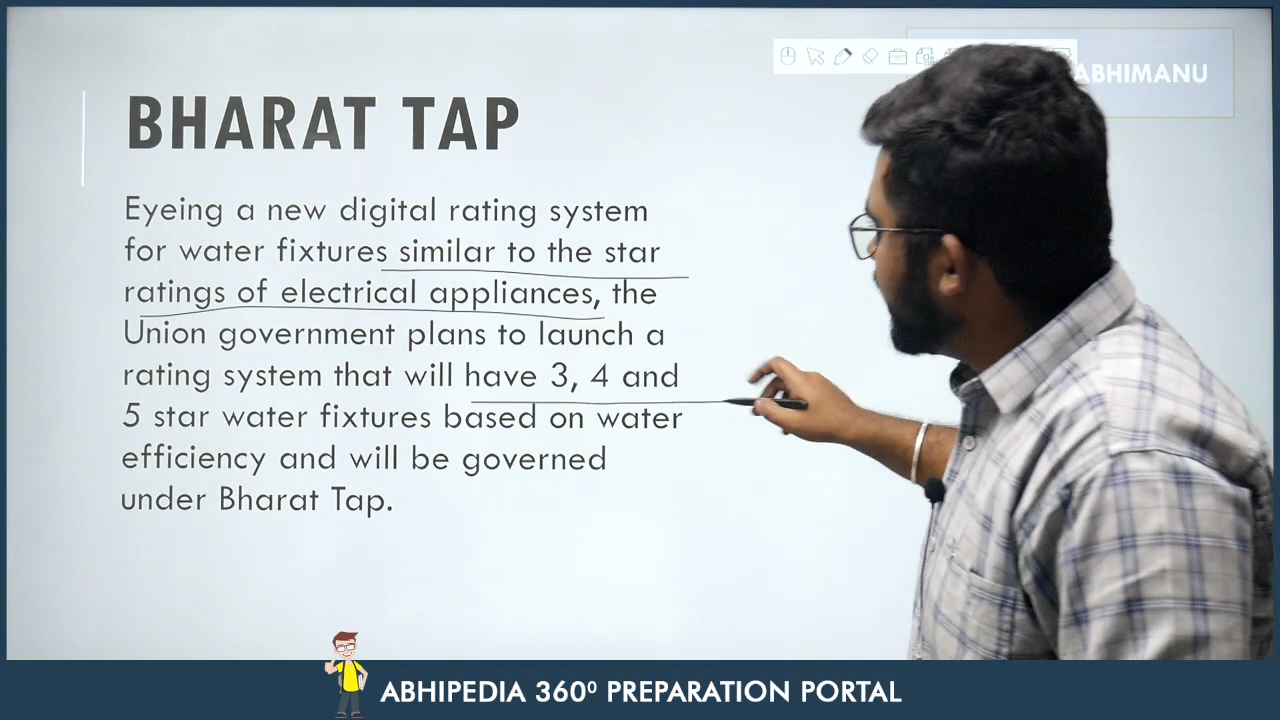 ABHIMANU
BHARAT TAP
Eyeing a new digital rating system
for water fixtures similar to the star
ratings of electrical appliances, the
Union government plans to launch a
rating system that will have 3, 4 and
5 star water fixtures based on water
efficiency and will be governed
under Bharat Tap.
ABHIPEDIA 360⁰ PREPARATION PORTAL